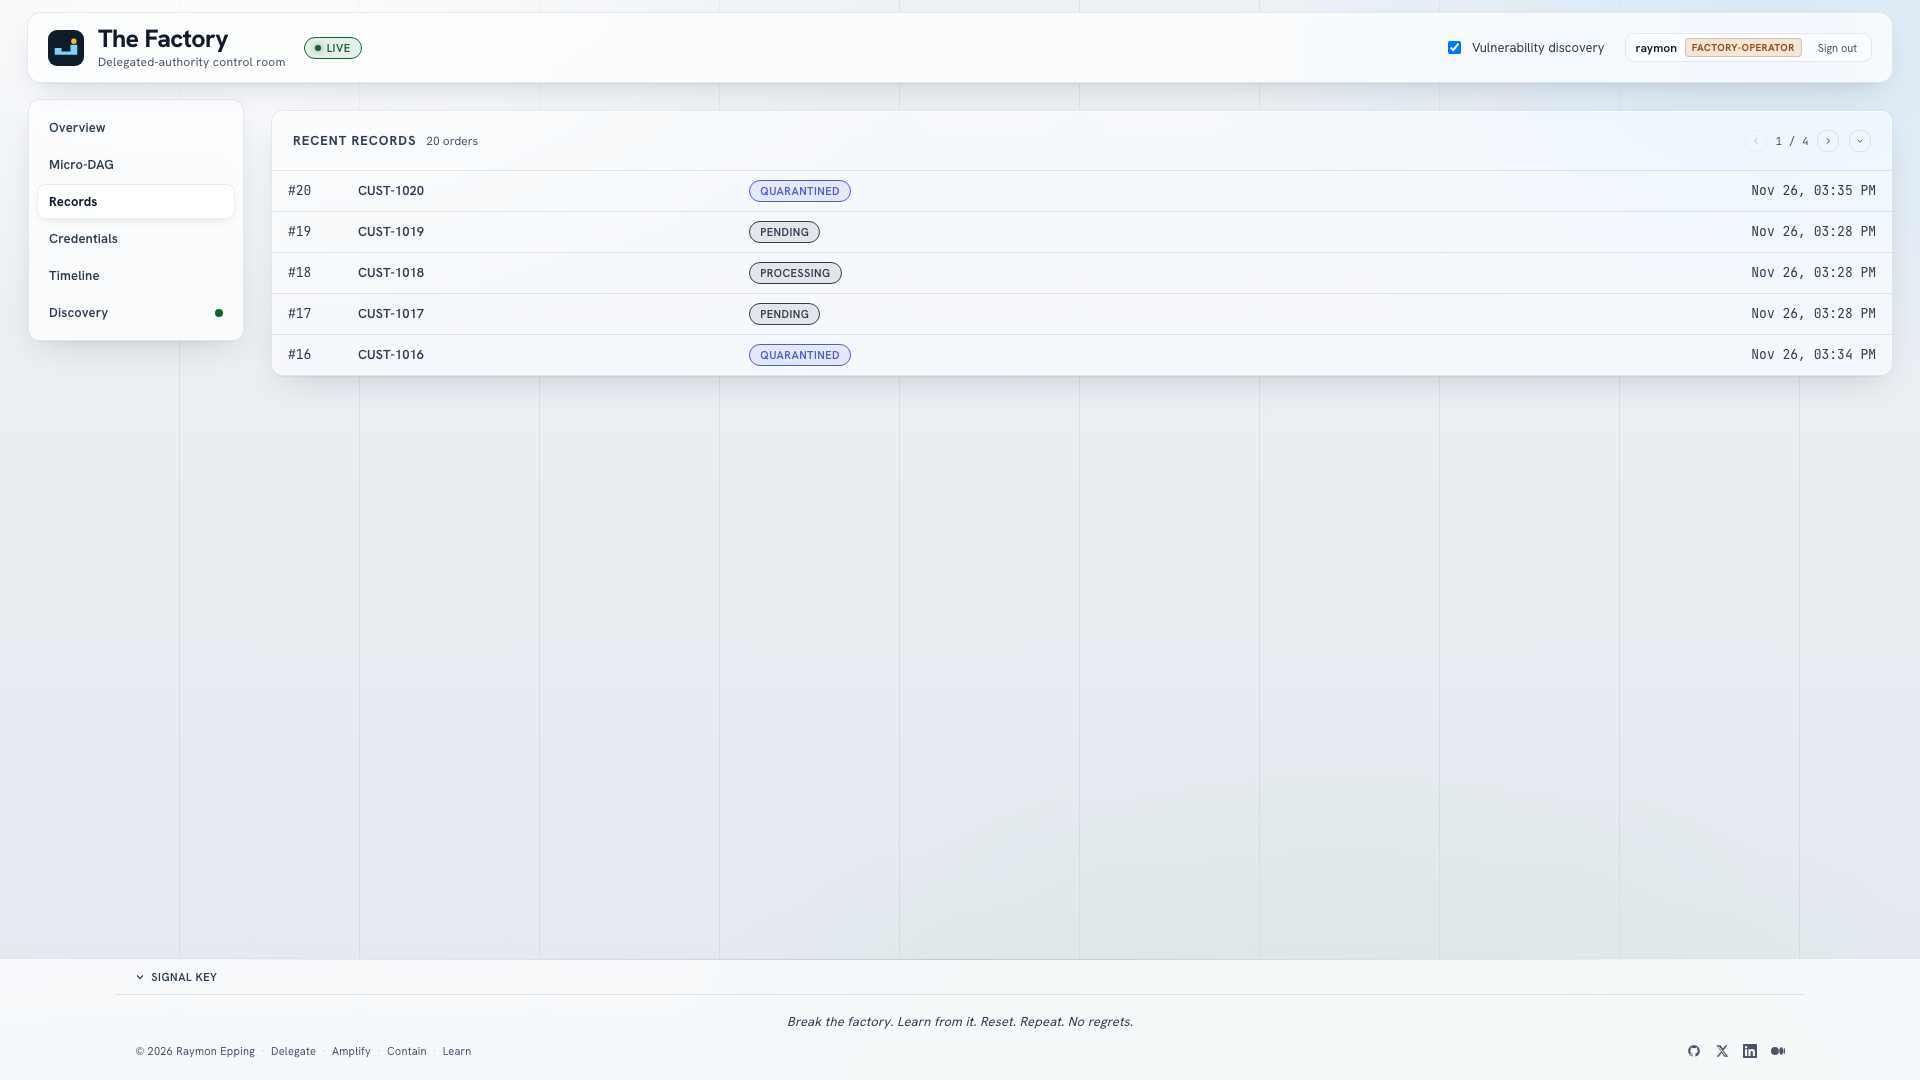 The Factory
Delegated-authority control room
LIVE
Vulnerability discovery
raymon FACTORY-OPERATOR Sign out
Overview
Micro-DAG
Records
Credentials
Timeline
Discovery
RECENT RECORDS 20 orders
1 / 4
#20 CUST-1020 QUARANTINED Nov 26, 03:35 PM
#19 CUST-1019 PENDING Nov 26, 03:28 PM
#18 CUST-1018 PROCESSING Nov 26, 03:28 PM
#17 CUST-1017 PENDING Nov 26, 03:28 PM
#16 CUST-1016 QUARANTINED Nov 26, 03:34 PM
SIGNAL KEY
Break the factory. Learn from it. Reset. Repeat. No regrets.
© 2026 Raymon Epping · Delegate · Amplify · Contain · Learn